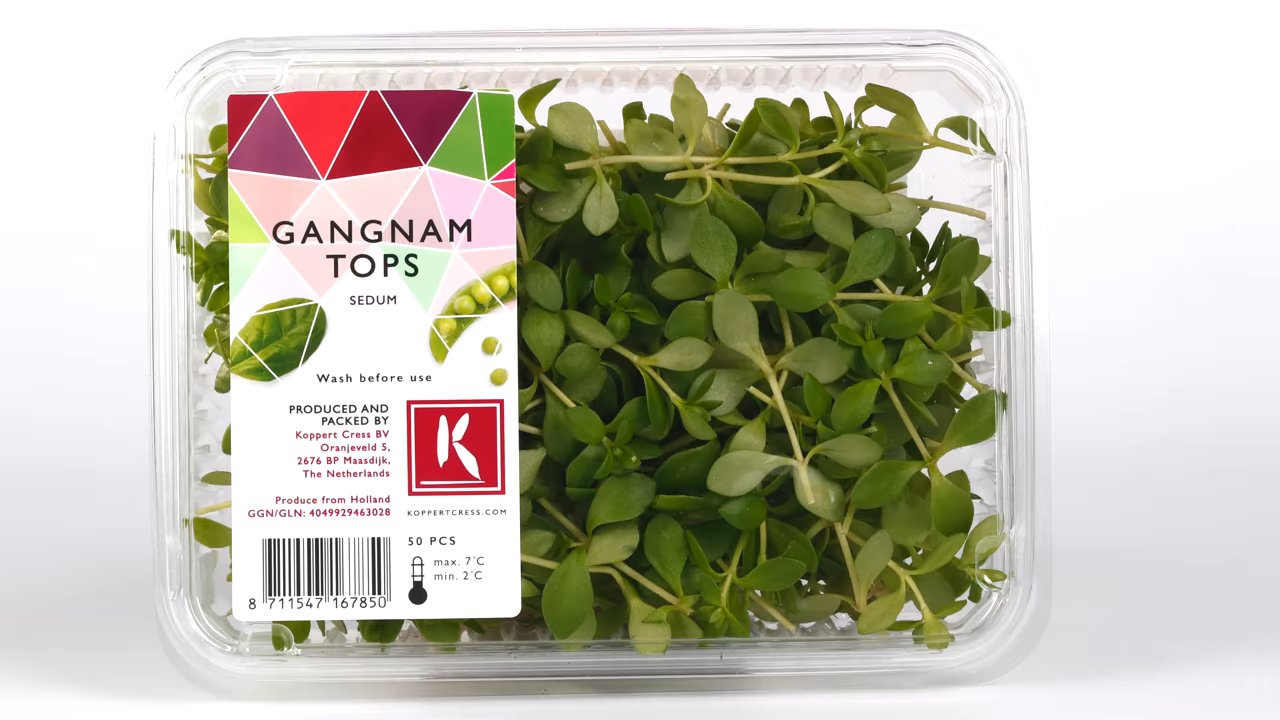 GANGNAM
TOPS
SEDUM
Wash before use
PRODUCED AND
PACKED BY
Koppert Cress BV
Oranjeveld 5,
2676 BP Maasdijk,
The Netherlands
Produce from Holland
GGN/GLN: 4049929463028
K
KOPPERTCRESS.COM
50 PCS
max. 7°C
min. 2°C
8 711547 167850